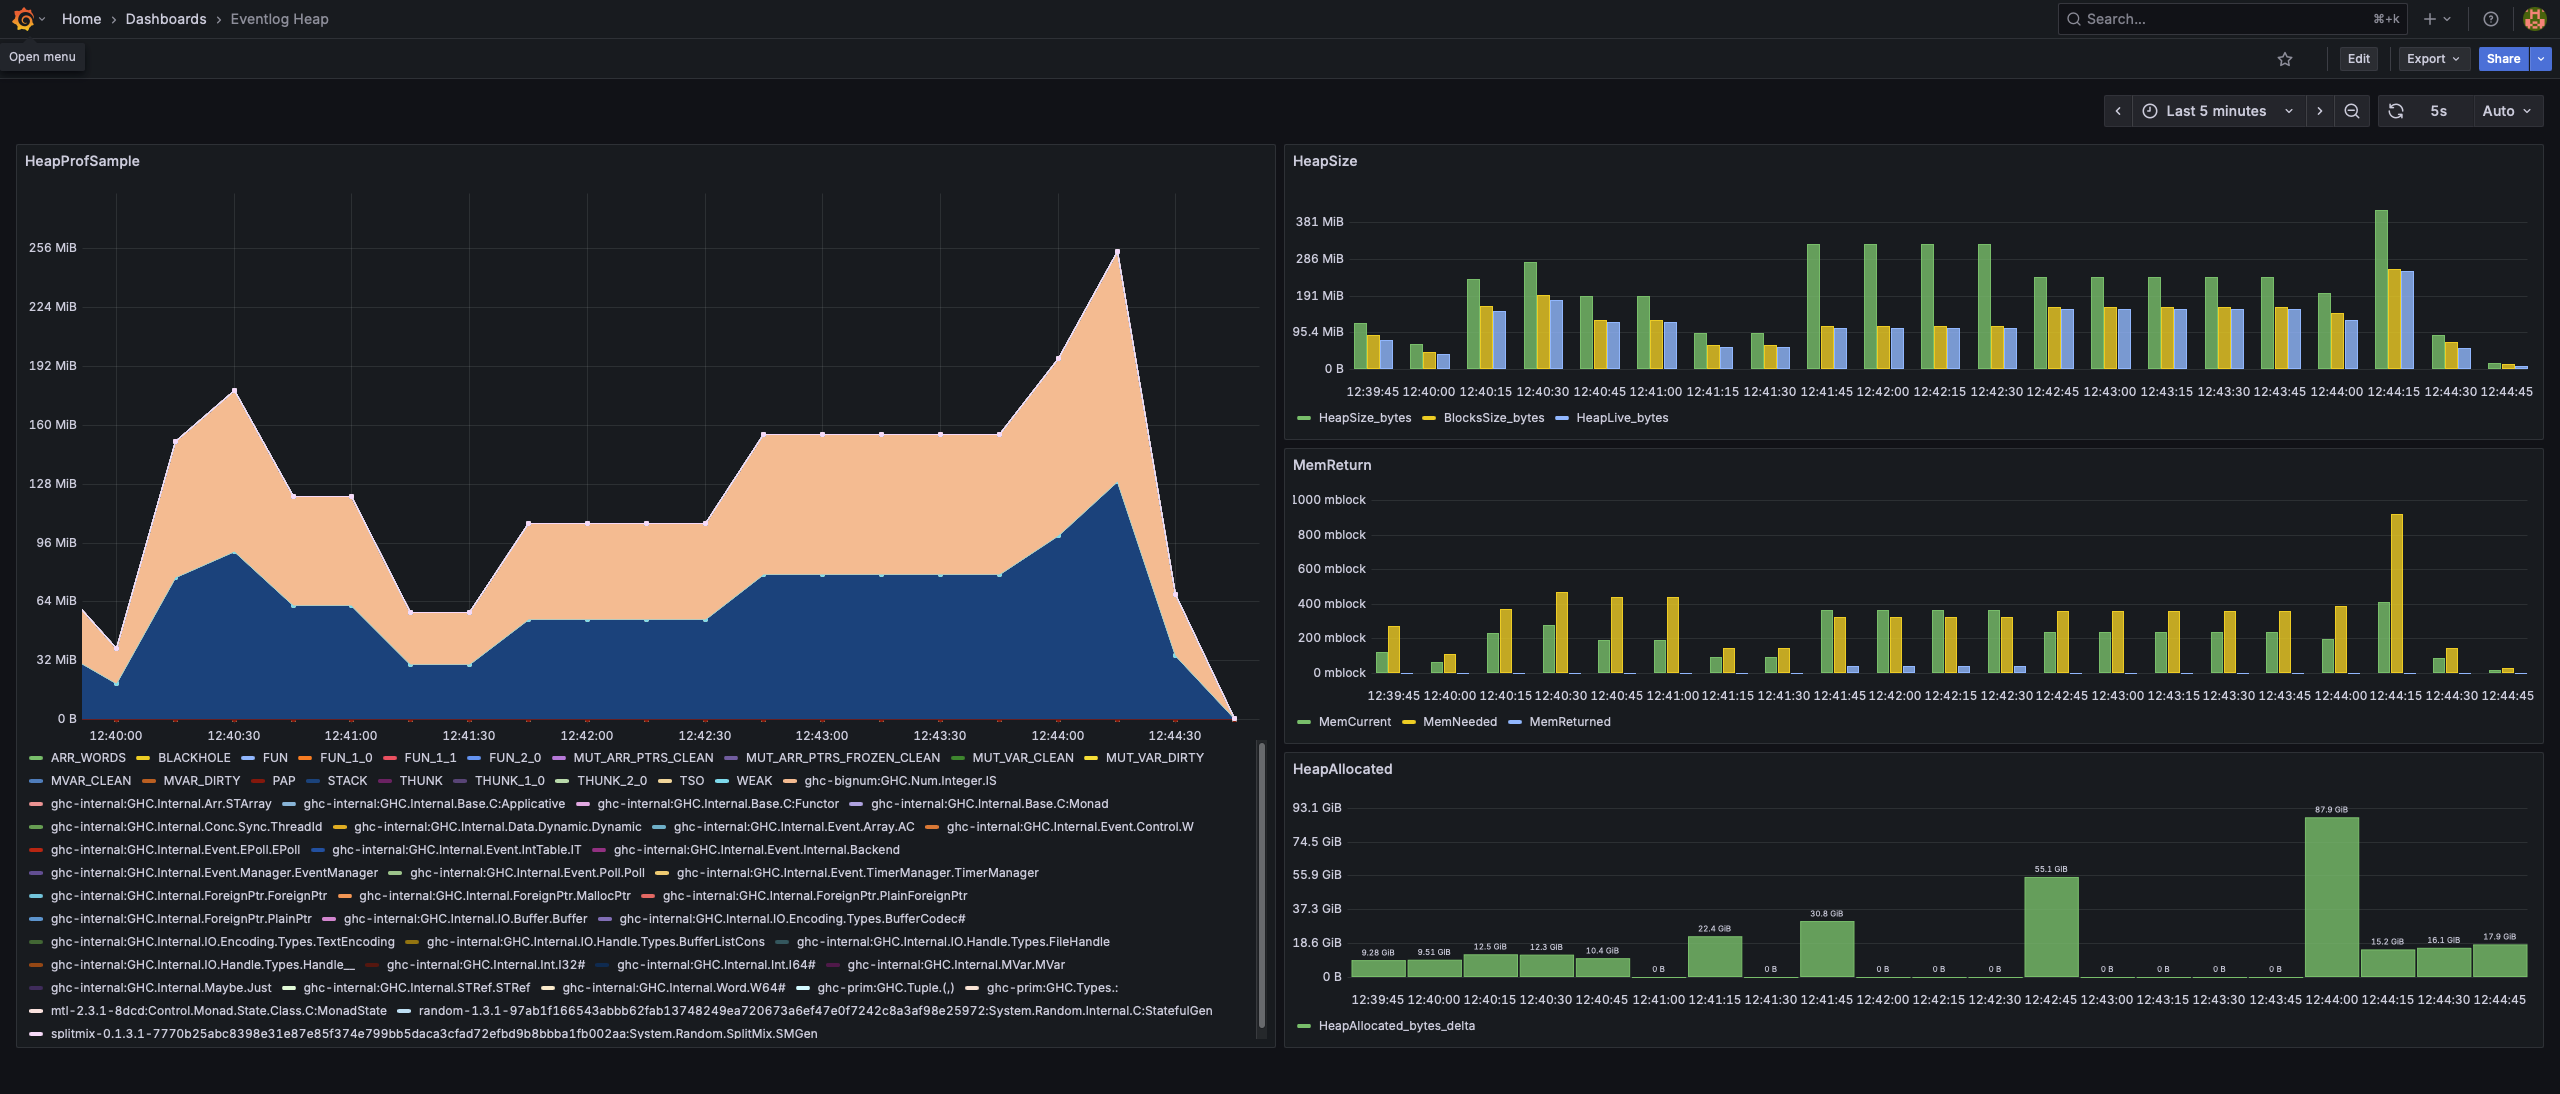 Home › Dashboards › Eventlog Heap
Search... ⌘+k
Open menu
Edit Export Share
Last 5 minutes 5s Auto
HeapProfSample
256 MiB
224 MiB
192 MiB
160 MiB
128 MiB
96 MiB
64 MiB
32 MiB
0 B
12:40:00 12:40:30 12:41:00 12:41:30 12:42:00 12:42:30 12:43:00 12:43:30 12:44:00 12:44:30
ARR_WORDS BLACKHOLE FUN FUN_1_0 FUN_1_1 FUN_2_0 MUT_ARR_PTRS_CLEAN MUT_ARR_PTRS_FROZEN_CLEAN MUT_VAR_CLEAN MUT_VAR_DIRTY
MVAR_CLEAN MVAR_DIRTY PAP STACK THUNK THUNK_1_0 THUNK_2_0 TSO WEAK ghc-bignum:GHC.Num.Integer.IS
ghc-internal:GHC.Internal.Arr.STArray ghc-internal:GHC.Internal.Base.C:Applicative ghc-internal:GHC.Internal.Base.C:Functor ghc-internal:GHC.Internal.Base.C:Monad
ghc-internal:GHC.Internal.Conc.Sync.ThreadId ghc-internal:GHC.Internal.Data.Dynamic.Dynamic ghc-internal:GHC.Internal.Event.Array.AC ghc-internal:GHC.Internal.Event.Control.W
ghc-internal:GHC.Internal.Event.EPoll.EPoll ghc-internal:GHC.Internal.Event.IntTable.IT ghc-internal:GHC.Internal.Event.Internal.Backend
ghc-internal:GHC.Internal.Event.Manager.EventManager ghc-internal:GHC.Internal.Event.Poll.Poll ghc-internal:GHC.Internal.Event.TimerManager.TimerManager
ghc-internal:GHC.Internal.ForeignPtr.ForeignPtr ghc-internal:GHC.Internal.ForeignPtr.MallocPtr ghc-internal:GHC.Internal.ForeignPtr.PlainForeignPtr
ghc-internal:GHC.Internal.ForeignPtr.PlainPtr ghc-internal:GHC.Internal.IO.Buffer.Buffer ghc-internal:GHC.Internal.IO.Encoding.Types.BufferCodec#
ghc-internal:GHC.Internal.IO.Encoding.Types.TextEncoding ghc-internal:GHC.Internal.IO.Handle.Types.BufferListCons ghc-internal:GHC.Internal.IO.Handle.Types.FileHandle
ghc-internal:GHC.Internal.IO.Handle.Types.Handle__ ghc-internal:GHC.Internal.Int.I32# ghc-internal:GHC.Internal.Int.I64# ghc-internal:GHC.Internal.MVar.MVar
ghc-internal:GHC.Internal.Maybe.Just ghc-internal:GHC.Internal.STRef.STRef ghc-internal:GHC.Internal.Word.W64# ghc-prim:GHC.Tuple.(,) ghc-prim:GHC.Types.:
mtl-2.3.1-8dcd:Control.Monad.State.Class.C:MonadState random-1.3.1-97ab1f166543abbb62fab13748249ea720673a6ef47e0f7242c8a3af98e25972:System.Random.Internal.C:StatefulGen
splitmix-0.1.3.1-7770b25abc8398e31e87e85f374e799bb5daca3cfad72efbd9b8bbba1fb002aa:System.Random.SplitMix.SMGen
HeapSize
381 MiB
286 MiB
191 MiB
95.4 MiB
0 B
12:39:45 12:40:00 12:40:15 12:40:30 12:40:45 12:41:00 12:41:15 12:41:30 12:41:45 12:42:00 12:42:15 12:42:30 12:42:45 12:43:00 12:43:15 12:43:30 12:43:45 12:44:00 12:44:15 12:44:30 12:44:45
HeapSize_bytes BlocksSize_bytes HeapLive_bytes
MemReturn
1000 mblock
800 mblock
600 mblock
400 mblock
200 mblock
0 mblock
12:39:45 12:40:00 12:40:15 12:40:30 12:40:45 12:41:00 12:41:15 12:41:30 12:41:45 12:42:00 12:42:15 12:42:30 12:42:45 12:43:00 12:43:15 12:43:30 12:43:45 12:44:00 12:44:15 12:44:30 12:44:45
MemCurrent MemNeeded MemReturned
HeapAllocated
93.1 GiB
74.5 GiB
55.9 GiB
37.3 GiB
18.6 GiB
0 B
9.28 GiB 9.51 GiB 12.5 GiB 12.3 GiB 10.4 GiB 0 B 22.4 GiB 0 B 30.8 GiB 0 B 0 B 0 B 55.1 GiB 0 B 0 B 0 B 0 B 87.9 GiB 15.2 GiB 16.1 GiB 17.9 GiB
12:39:45 12:40:00 12:40:15 12:40:30 12:40:45 12:41:00 12:41:15 12:41:30 12:41:45 12:42:00 12:42:15 12:42:30 12:42:45 12:43:00 12:43:15 12:43:30 12:43:45 12:44:00 12:44:15 12:44:30 12:44:45
HeapAllocated_bytes_delta